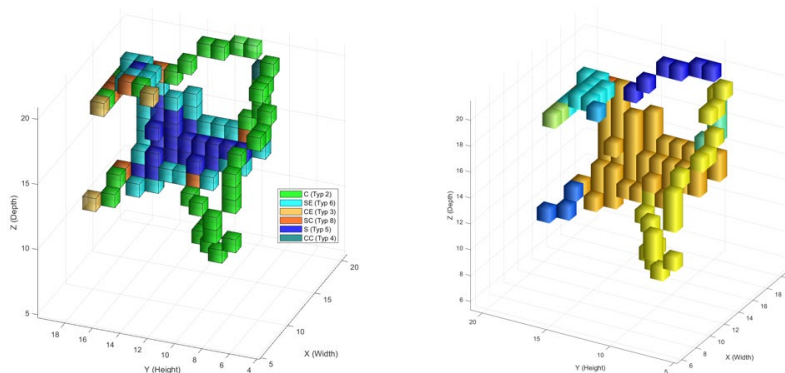 20
15
10
5
Z (Depth)
18
16
14
12
10
8
6
4
Y (Height)
5
10
15
20
X (Width)
C (Typ 2)
SE (Typ 6)
CE (Typ 3)
SC (Typ 8)
S (Typ 5)
CC (Typ 4)
20
18
16
14
12
10
8
6
Z (Depth)
20
15
10
5
Y (Height)
6
8
10
12
14
16
18
X (Width)